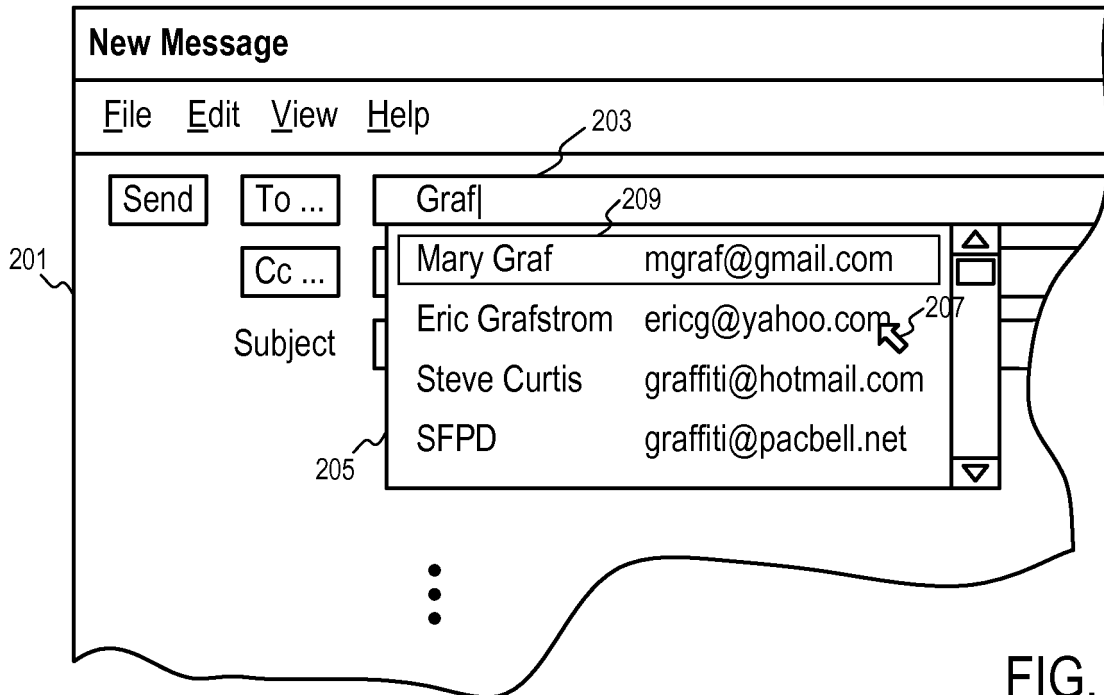 New Message
File Edit View Help
203
Send To ... Graf
209
201
Cc ...
Mary Graf mgraf@gmail.com
Eric Grafstrom ericg@yahoo.com
207
Subject
Steve Curtis graffiti@hotmail.com
SFPD graffiti@pacbell.net
205
FIG.